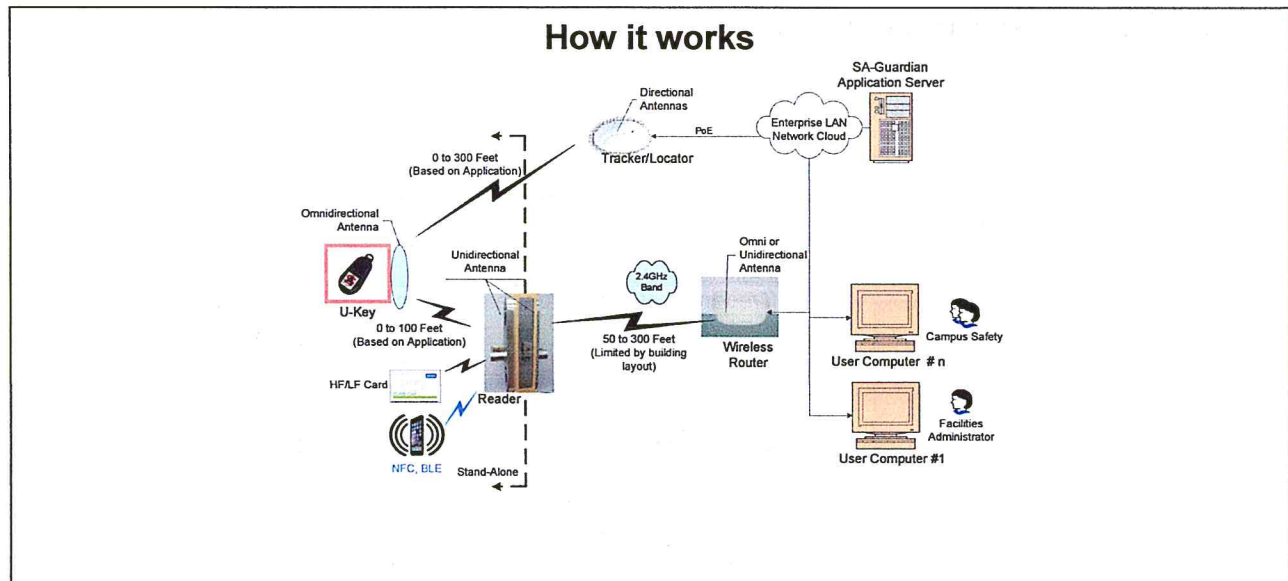 How it works
SA-Guardian
Application Server
Directional
Antennas
Enterprise LAN
Network Cloud
PoE
Tracker/Locator
0 to 300 Feet
(Based on Application)
Omnidirectional
Antenna
Unidirectional
Antenna
2.4GHz
Band
Omni or
Unidirectional
Antenna
U-Key
0 to 100 Feet
(Based on Application)
50 to 300 Feet
(Limited by building
layout)
Wireless
Router
Campus Safety
User Computer # n
HF/LF Card
Reader
NFC, BLE
Stand-Alone
Facilities
Administrator
User Computer #1